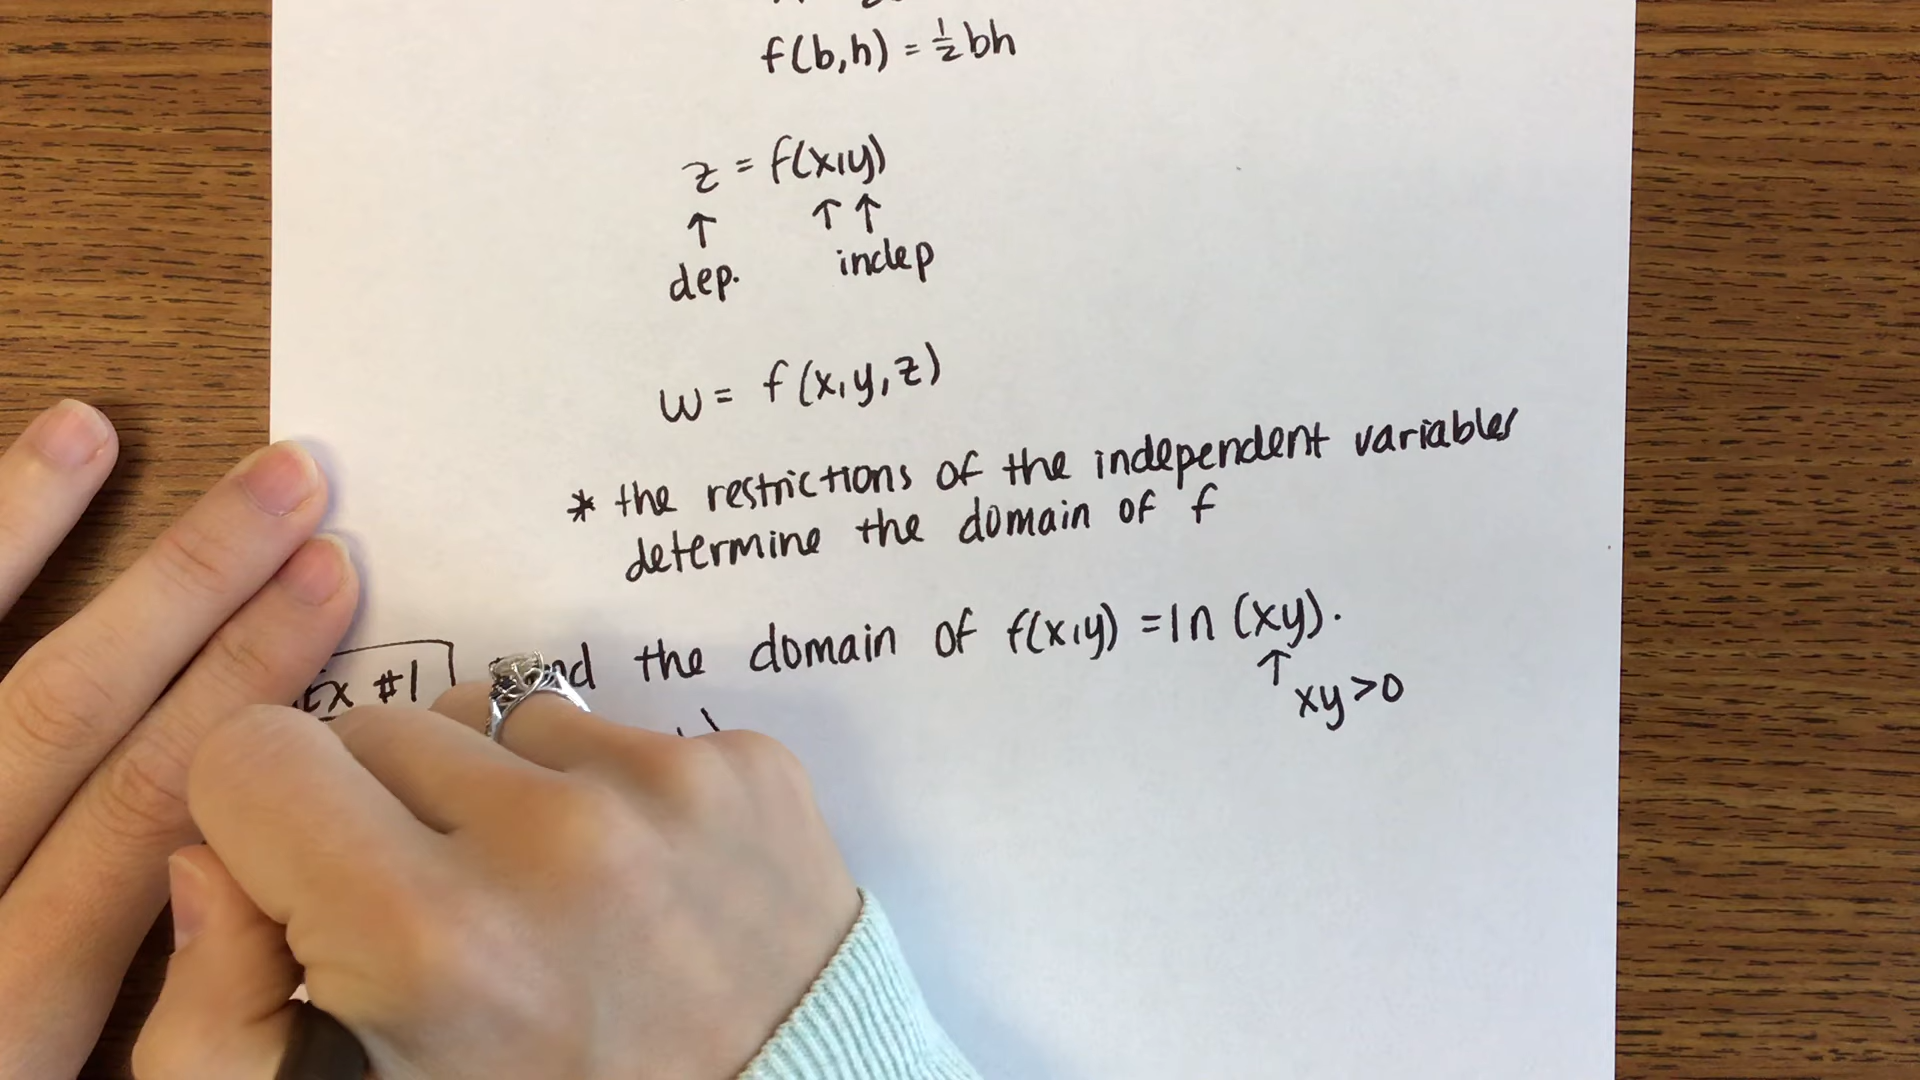 f(b,h) = ½bh
z = f(x,y)
↑ ↑ ↑
dep. indep
w = f(x,y,z)
* the restrictions of the independent variables
determine the domain of f
Ex #1 the domain of f(x,y) = ln (xy).
↑ xy>0